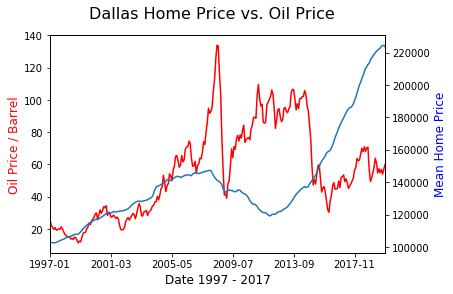 Dallas Home Price vs. Oil Price
140
120
100
80
60
40
20
Oil Price / Barrel
220000
200000
180000
160000
140000
120000
100000
Mean Home Price
1997-01 2001-03 2005-05 2009-07 2013-09 2017-11
Date 1997 - 2017